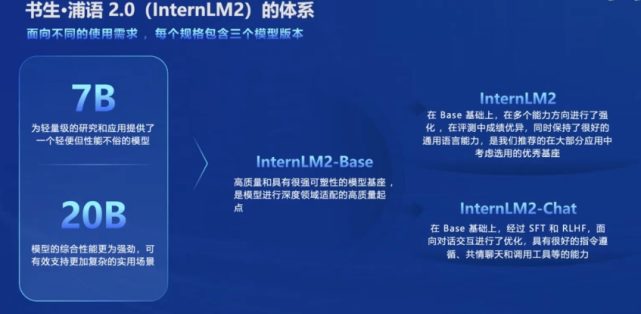 书生·浦语 2.0（InternLM2）的体系
面向不同的使用需求，每个规格包含三个模型版本
7B
为轻量级的研究和应用提供了
一个轻便但性能不俗的模型
20B
模型的综合性能更为强劲，可
有效支持更加复杂的实用场景
InternLM2-Base
高质量和具有很强可塑性的模型基座，
是模型进行深度领域适配的高质量起
点
InternLM2
在 Base 基础上，在多个能力方向进行了强
化，在评测中成绩优异，同时保持了很好的
通用语言能力，是我们推荐的在大部分应用中
考虑选用的优秀基座
InternLM2-Chat
在 Base 基础上，经过 SFT 和 RLHF，面
向对话交互进行了优化，具有很好的指令遵
循、共情聊天和调用工具等的能力